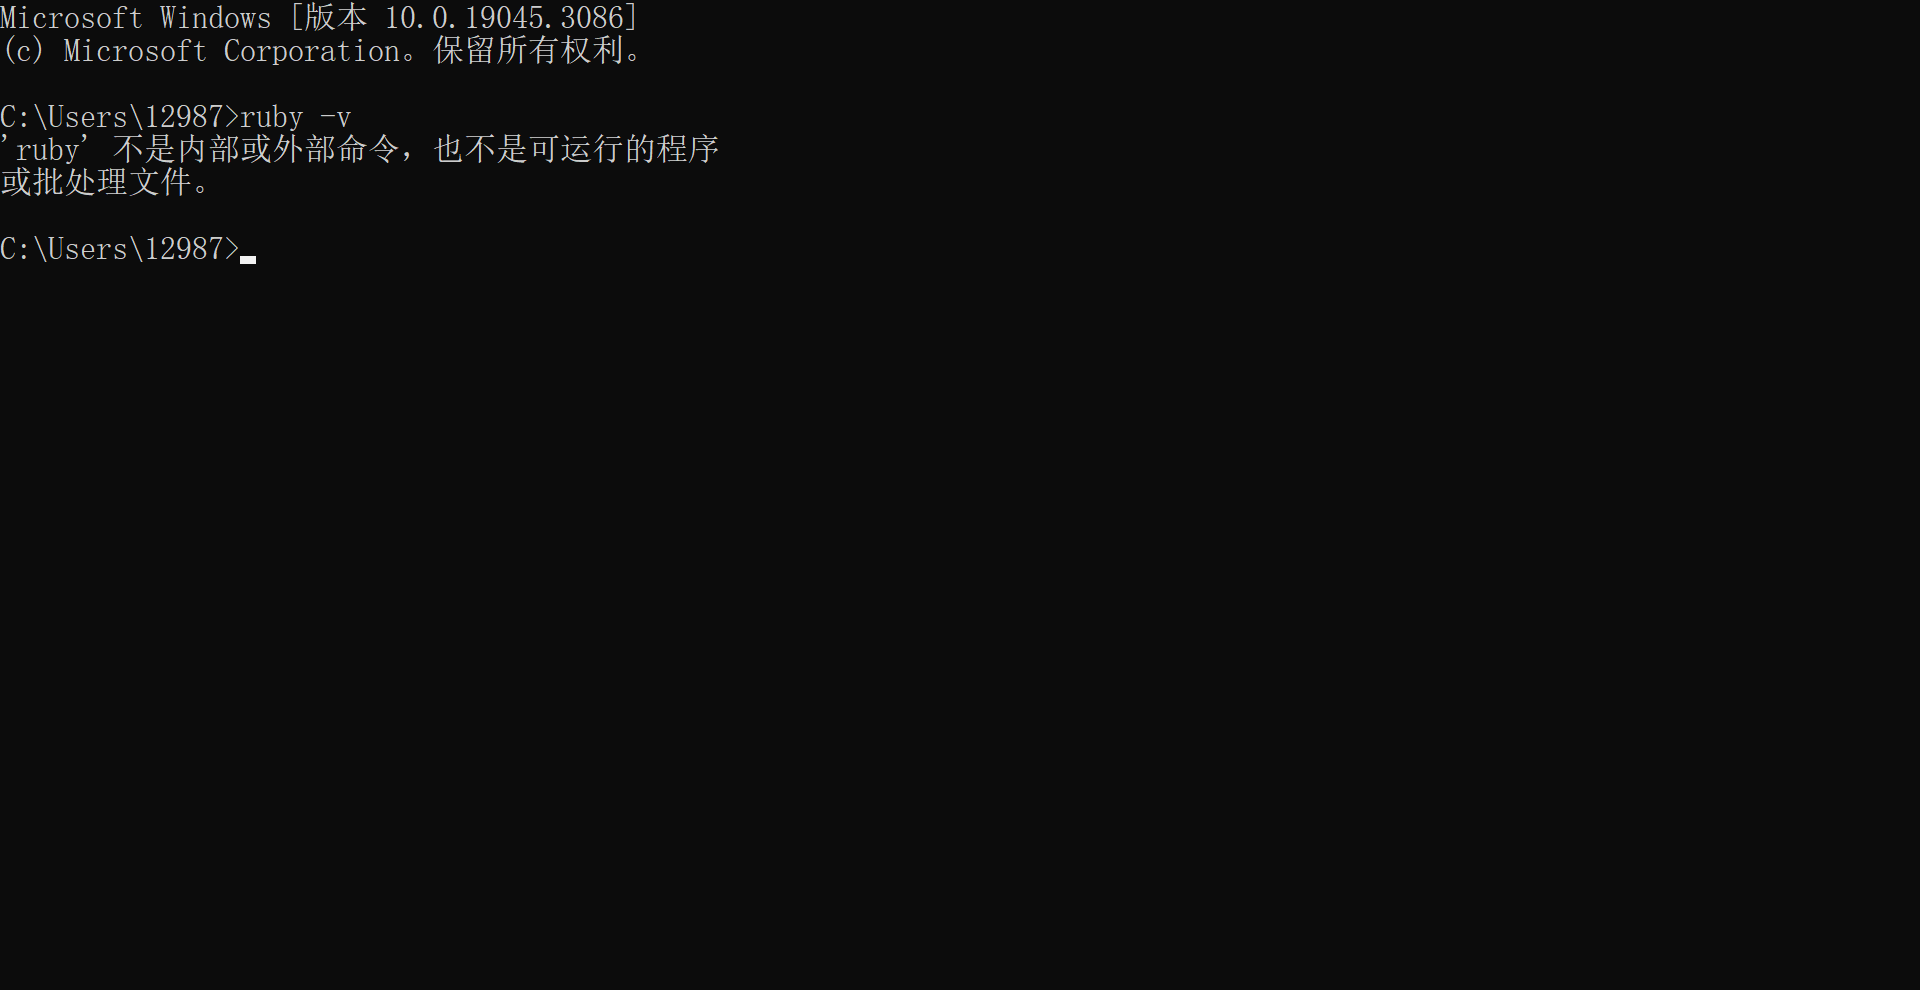 Microsoft Windows [版本 10.0.19045.3086]
(c) Microsoft Corporation。保留所有权利。
C:\Users\12987>ruby -v
'ruby' 不是内部或外部命令，也不是可运行的程序
或批处理文件。
C:\Users\12987>